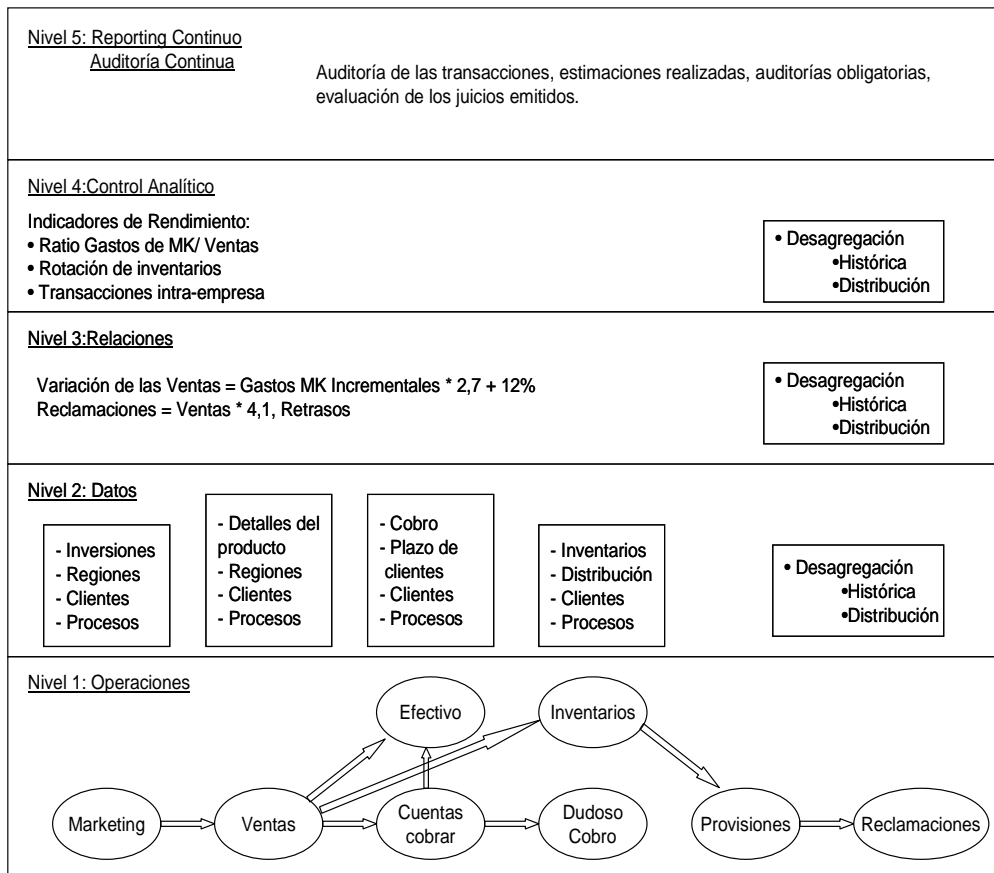 Nivel 5: Reporting Continuo
Auditoría Continua
Auditoría de las transacciones, estimaciones realizadas, auditorías obligatorias,
evaluación de los juicios emitidos.
Nivel 4:Control Analítico
Indicadores de Rendimiento:
• Ratio Gastos de MK/ Ventas
• Rotación de inventarios
• Transacciones intra-empresa
• Desagregación
•Histórica
•Distribución
Nivel 3:Relaciones
Variación de las Ventas = Gastos MK Incrementales * 2,7 + 12%
Reclamaciones = Ventas * 4,1, Retrasos
• Desagregación
•Histórica
•Distribución
Nivel 2: Datos
- Inversiones
- Regiones
- Clientes
- Procesos
- Detalles del
producto
- Regiones
- Clientes
- Procesos
- Cobro
- Plazo de
clientes
- Clientes
- Procesos
- Inventarios
- Distribución
- Clientes
- Procesos
• Desagregación
•Histórica
•Distribución
Nivel 1: Operaciones
Efectivo
Inventarios
Marketing
Ventas
Cuentas
cobrar
Dudoso
Cobro
Provisiones
Reclamaciones